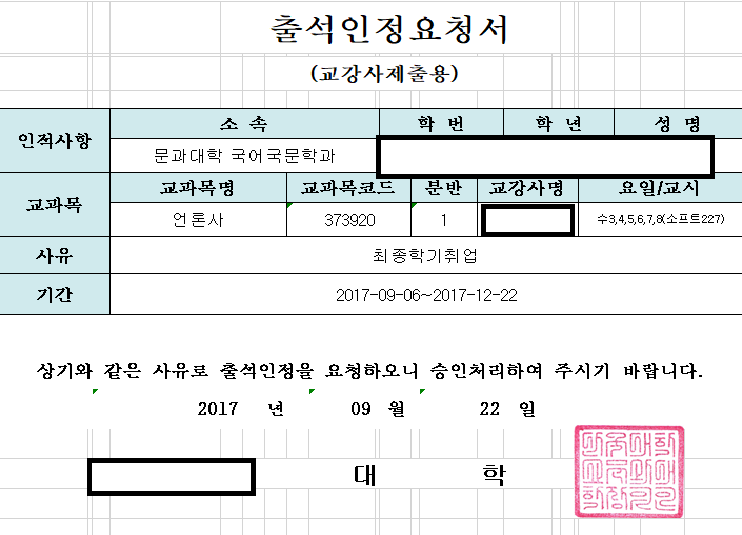 출석인정요청서
(교강사제출용)
인적사항 소 속 학 번 학 년 성 명
문과대학 국어국문학과
교과목 교과목명 교과목코드 분반 교강사명 요일/교시
언론사 373920 1 수3,4,5,6,7,8(소프트227)
사유 최종학기취업
기간 2017-09-06~2017-12-22
상기와 같은 사유로 출석인정을 요청하오니 승인처리하여 주시기 바랍니다.
2017 년 09 월 22 일
대 학